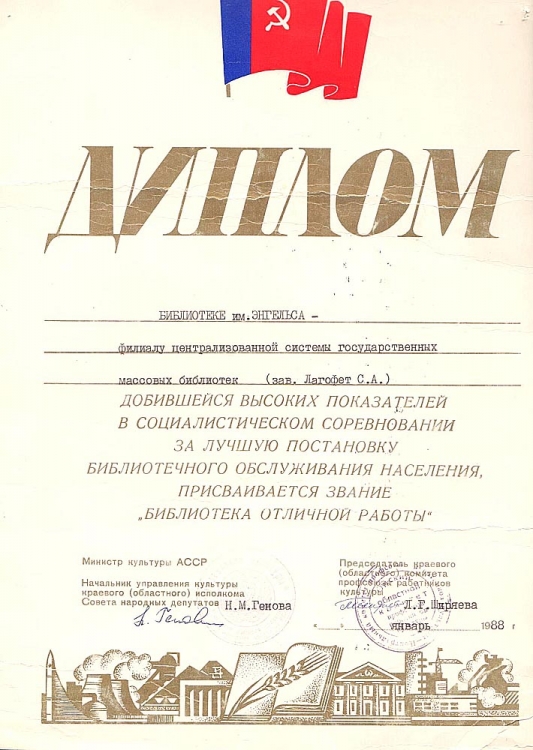 ДИПЛОМ
БИБЛИОТЕКЕ им.ЭНГЕЛЬСА –
филиалу централизованной системы государственных
массовых библиотек (зав. Лагофет С.А.)
ДОБИВШЕЙСЯ ВЫСОКИХ ПОКАЗАТЕЛЕЙ
В СОЦИАЛИСТИЧЕСКОМ СОРЕВНОВАНИИ
ЗА ЛУЧШУЮ ПОСТАНОВКУ
БИБЛИОТЕЧНОГО ОБСЛУЖИВАНИЯ НАСЕЛЕНИЯ,
ПРИСВАИВАЕТСЯ ЗВАНИЕ
„БИБЛИОТЕКА ОТЛИЧНОЙ РАБОТЫ“
Министр культуры АССР
Начальник управления культуры
краевого (областного) исполкома
Совета народных депутатов Н.М.Генова
Председатель краевого
(областного) комитета
профсоюза работников
культуры
Л.Г.Ширяева
« » январь 1988 г